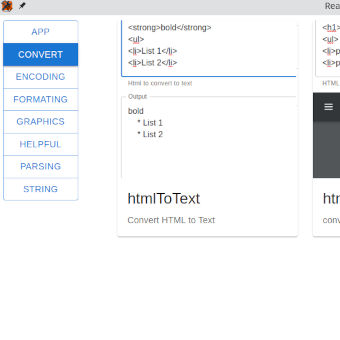 Rea
APP
CONVERT
ENCODING
FORMATING
GRAPHICS
HELPFUL
PARSING
STRING
<strong>bold</strong>
<ul>
<li>List 1</li>
<li>List 2</li>
Html to convert to text
Output
bold
* List 1
* List 2
htmlToText
Convert HTML to Text
<h1>
<ul>
<li>p
<li>p
HTML
htn
conv